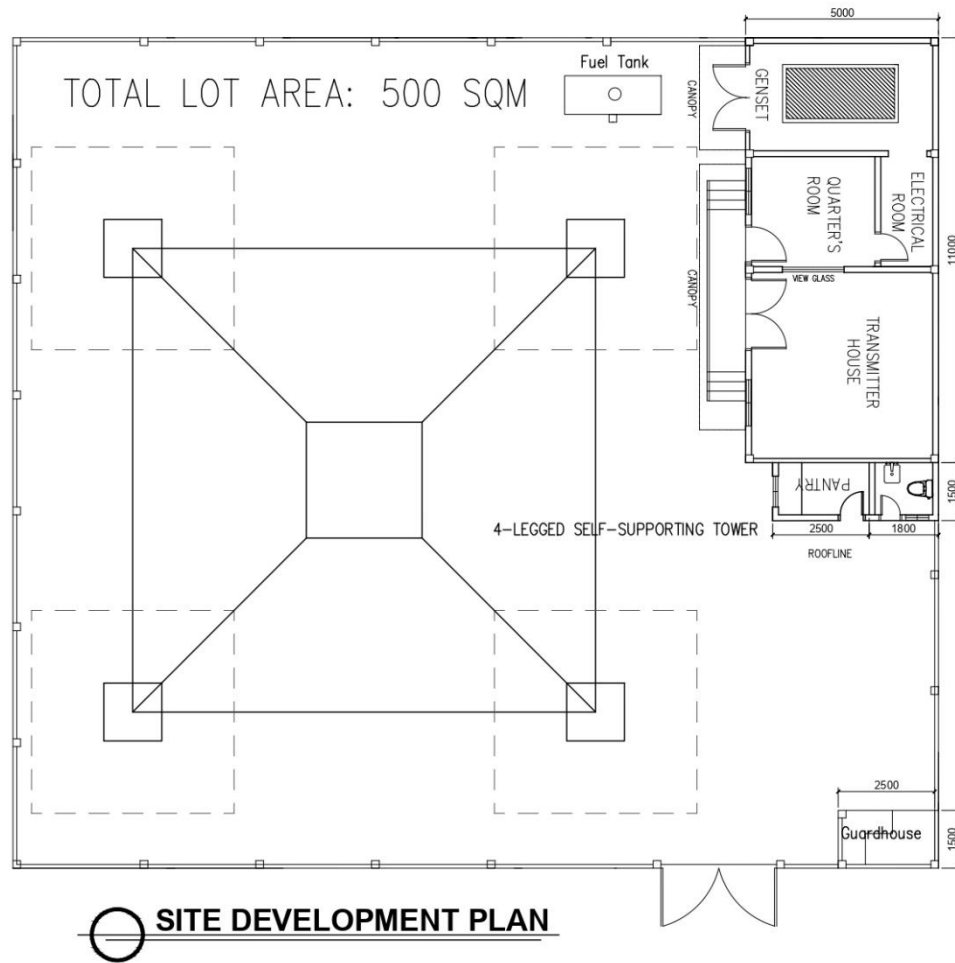 5000
Fuel Tank
TOTAL LOT AREA: 500 SQM
CANOPY
GENSET
QUARTER'S
ROOM
ELECTRICAL
ROOM
11000
CANOPY
VIEW GLASS
TRANSMITTER
HOUSE
PANTRY
1500
4-LEGGED SELF-SUPPORTING TOWER
2500
1800
ROOFLINE
2500
Guardhouse
1500
SITE DEVELOPMENT PLAN